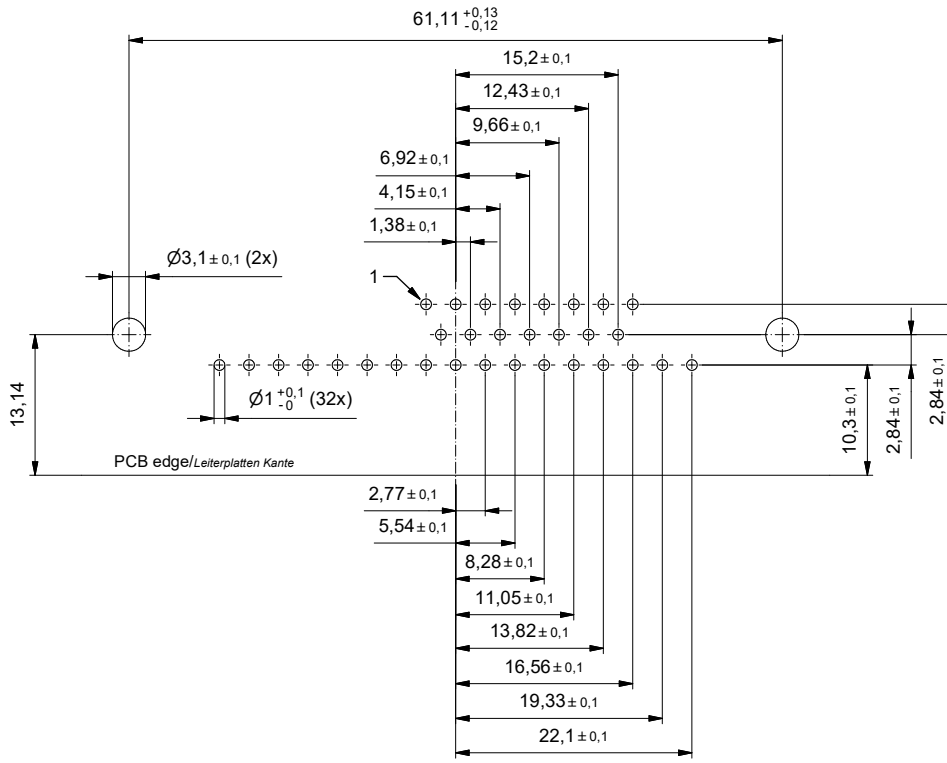 61,11 +0,13 -0,12
15,2 ± 0,1
12,43 ± 0,1
9,66 ± 0,1
6,92 ± 0,1
4,15 ± 0,1
1,38 ± 0,1
Ø3,1 ± 0,1 (2x)
1
13,14
Ø1 +0,1 -0 (32x)
10,3 ± 0,1
2,84 ± 0,1
2,84 ± 0,1
PCB edge/Leiterplatten Kante
2,77 ± 0,1
5,54 ± 0,1
8,28 ± 0,1
11,05 ± 0,1
13,82 ± 0,1
16,56 ± 0,1
19,33 ± 0,1
22,1 ± 0,1